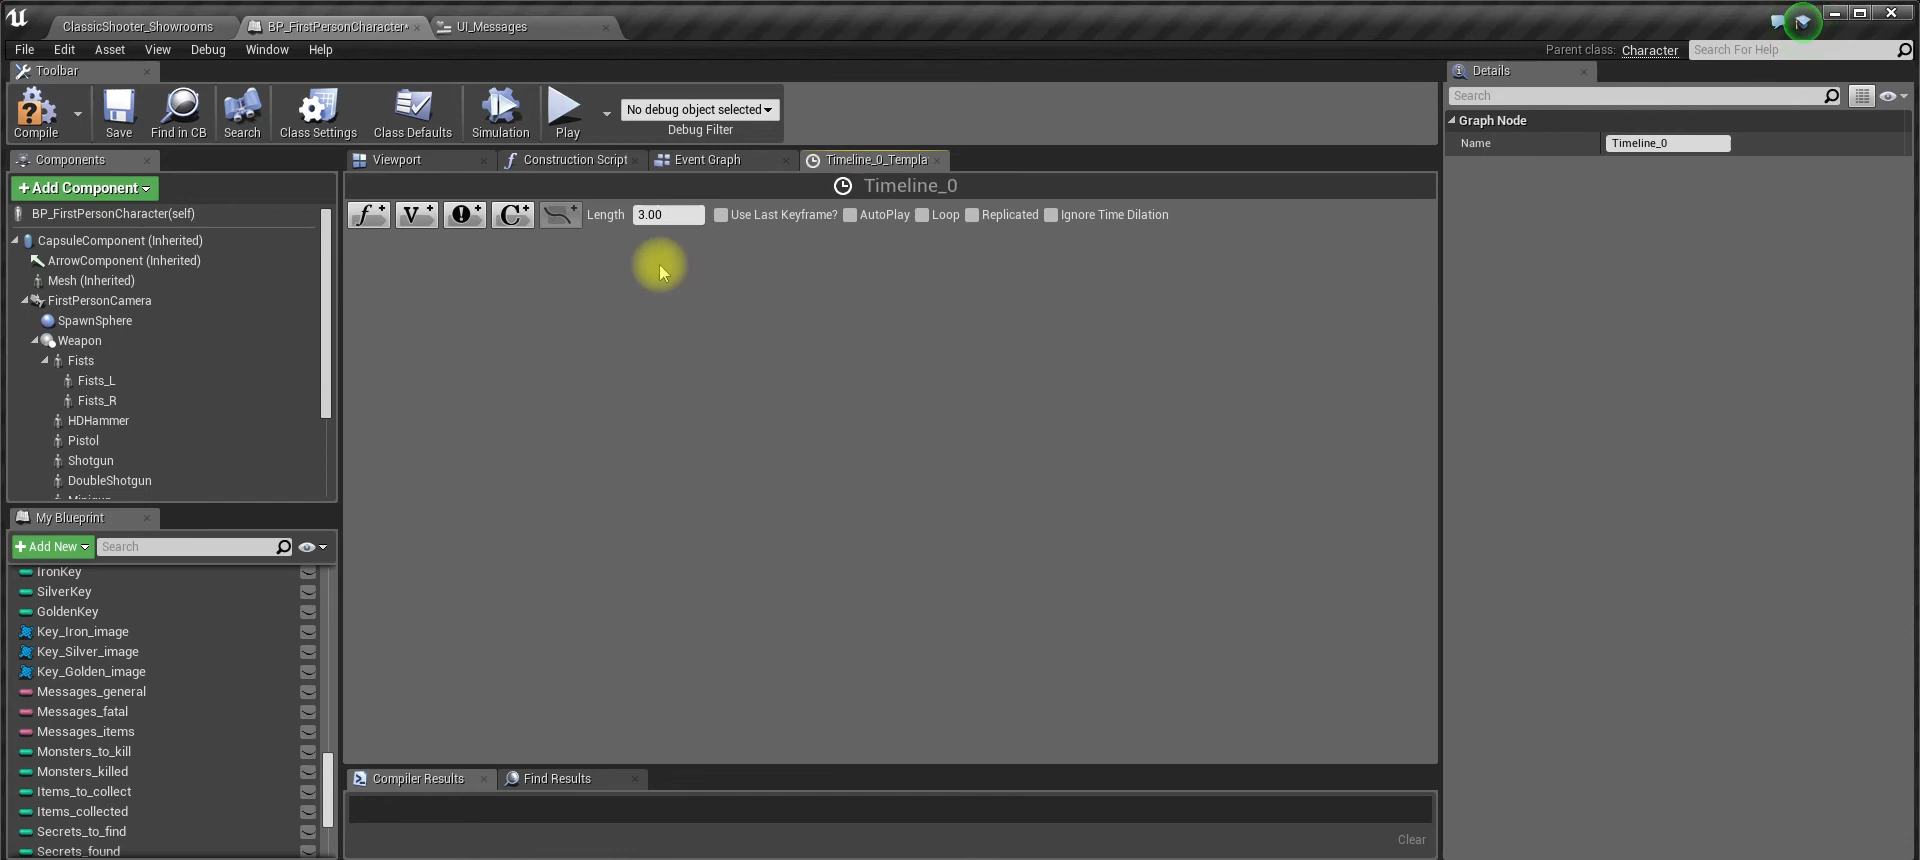 ClassicShooter_Showrooms
BP_FirstPersonCharacter*
UI_Messages
File Edit Asset View Debug Window Help
Parent class: Character
Search For Help
Toolbar
Details
Compile
Save
Find in CB
Search
Class Settings
Class Defaults
Simulation
Play
No debug object selected
Debug Filter
Search
Graph Node
Name
Timeline_0
Components
Viewport
Construction Script
Event Graph
Timeline_0_Templa
+Add Component
Timeline_0
BP_FirstPersonCharacter(self)
f+ V+ !+ C+
Length 3.00 Use Last Keyframe? AutoPlay Loop Replicated Ignore Time Dilation
CapsuleComponent (Inherited)
ArrowComponent (Inherited)
Mesh (Inherited)
FirstPersonCamera
SpawnSphere
Weapon
Fists
Fists_L
Fists_R
HDHammer
Pistol
Shotgun
DoubleShotgun
Minigun
My Blueprint
+Add New
Search
IronKey
SilverKey
GoldenKey
Key_Iron_image
Key_Silver_image
Key_Golden_image
Messages_general
Messages_fatal
Messages_items
Monsters_to_kill
Monsters_killed
Items_to_collect
Items_collected
Secrets_to_find
Secrets_found
Compiler Results
Find Results
Clear